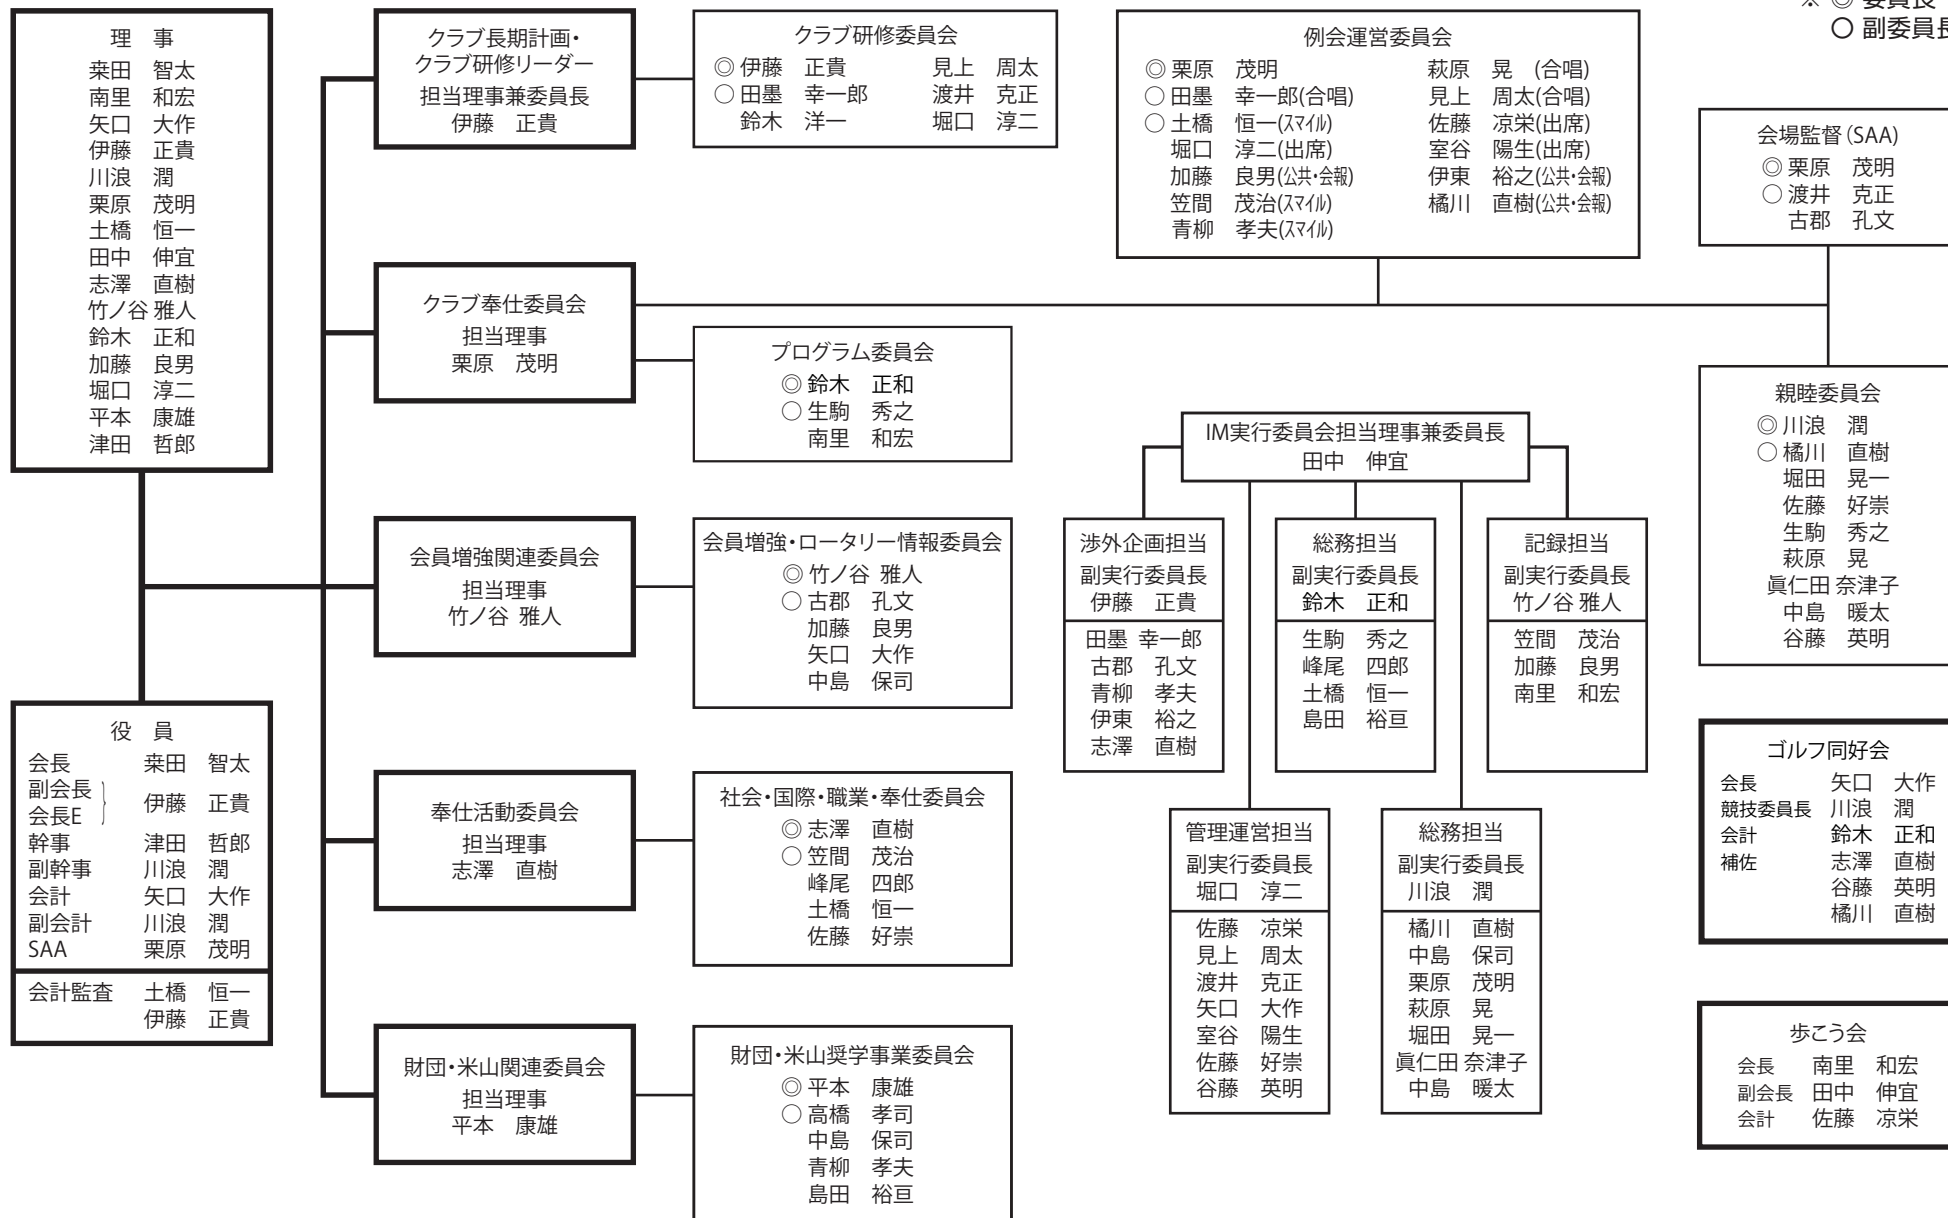 ※ ◎ 委員長
〇 副委員長
理　事
桒田　智太
南里　和宏
矢口　大作
伊藤　正貴
川浪　潤
栗原　茂明
土橋　恒一
田中　伸宜
志澤　直樹
竹ノ谷 雅人
鈴木　正和
加藤　良男
堀口　淳二
平本　康雄
津田　哲郎
役　員
会長　桒田　智太
副会長
会長E　伊藤　正貴
幹事　津田　哲郎
副幹事　川浪　潤
会計　矢口　大作
副会計　川浪　潤
SAA　栗原　茂明
会計監査　土橋　恒一
伊藤　正貴
クラブ長期計画・
クラブ研修リーダー
担当理事兼委員長
伊藤　正貴
クラブ研修委員会
◎ 伊藤　正貴　見上　周太
〇 田墨　幸一郎　渡井　克正
鈴木　洋一　堀口　淳二
クラブ奉仕委員会
担当理事
栗原　茂明
例会運営委員会
◎ 栗原　茂明　萩原　晃　(合唱)
〇 田墨　幸一郎(合唱)　見上　周太(合唱)
〇 土橋　恒一(スマイル)　佐藤　凉栄(出席)
堀口　淳二(出席)　室谷　陽生(出席)
加藤　良男(公共・会報)　伊東　裕之(公共・会報)
笠間　茂治(スマイル)　橘川　直樹(公共・会報)
青柳　孝夫(スマイル)
会場監督(SAA)
◎ 栗原　茂明
〇 渡井　克正
古郡　孔文
プログラム委員会
◎ 鈴木　正和
〇 生駒　秀之
南里　和宏
親睦委員会
◎ 川浪　潤
〇 橘川　直樹
堀田　晃一
佐藤　好崇
生駒　秀之
萩原　晃
眞仁田 奈津子
中島　暖太
谷藤　英明
会員増強関連委員会
担当理事
竹ノ谷 雅人
会員増強・ロータリー情報委員会
◎ 竹ノ谷 雅人
〇 古郡　孔文
加藤　良男
矢口　大作
中島　保司
奉仕活動委員会
担当理事
志澤　直樹
社会・国際・職業・奉仕委員会
◎ 志澤　直樹
〇 笠間　茂治
峰尾　四郎
土橋　恒一
佐藤　好崇
財団・米山関連委員会
担当理事
平本　康雄
財団・米山奨学事業委員会
◎ 平本　康雄
〇 高橋　孝司
中島　保司
青柳　孝夫
島田　裕亘
IM実行委員会担当理事兼委員長
田中　伸宜
渉外企画担当
副実行委員長
伊藤　正貴
田墨 幸一郎
古郡　孔文
青柳　孝夫
伊東　裕之
志澤　直樹
総務担当
副実行委員長
鈴木　正和
生駒　秀之
峰尾　四郎
土橋　恒一
島田　裕亘
記録担当
副実行委員長
竹ノ谷 雅人
笠間　茂治
加藤　良男
南里　和宏
管理運営担当
副実行委員長
堀口　淳二
佐藤　凉栄
見上　周太
渡井　克正
矢口　大作
室谷　陽生
佐藤　好崇
谷藤　英明
総務担当
副実行委員長
川浪　潤
橘川　直樹
中島　保司
栗原　茂明
萩原　晃
堀田　晃一
眞仁田 奈津子
中島　暖太
ゴルフ同好会
会長　矢口　大作
競技委員長　川浪　潤
会計　鈴木　正和
補佐　志澤　直樹
谷藤　英明
橘川　直樹
歩こう会
会長　南里　和宏
副会長　田中　伸宜
会計　佐藤　凉栄